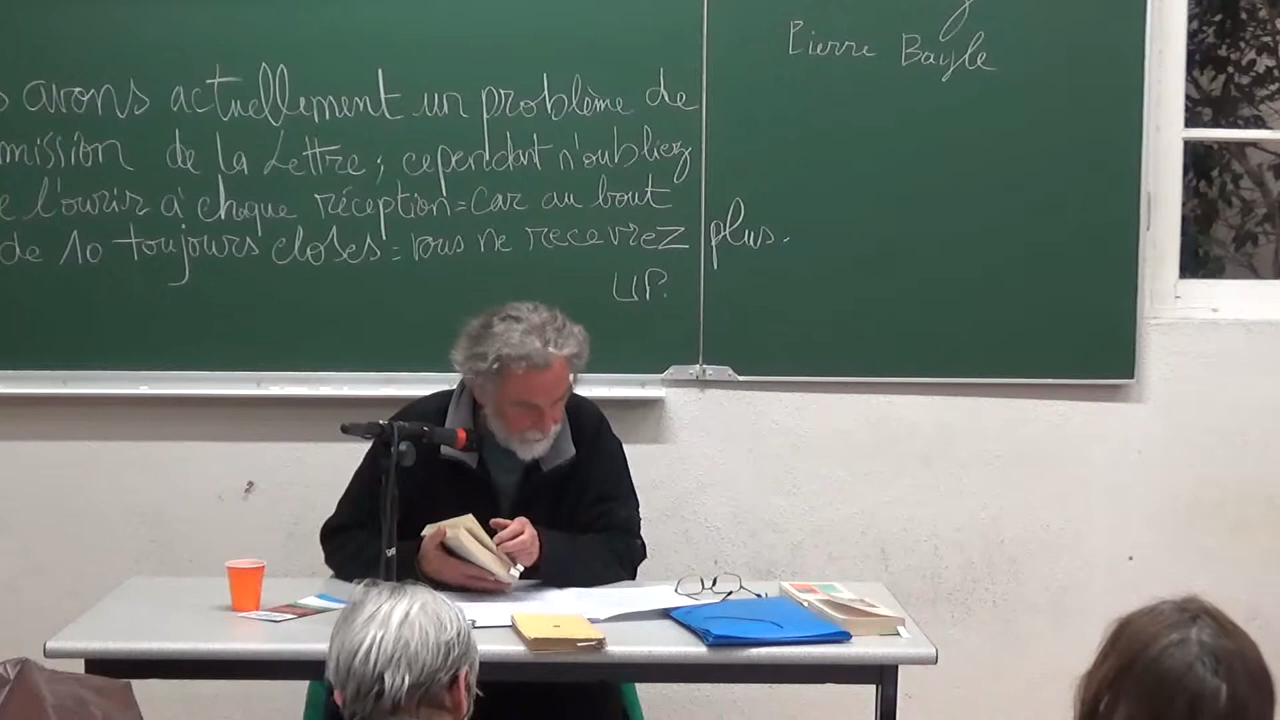 Pierre Bayle
s avons actuellement un problème de
mission de la Lettre ; cependant n'oubliez
e l'ouvrir à chaque réception = car au bout
de 10 toujours closes = vous ne recevrez plus.
UP.